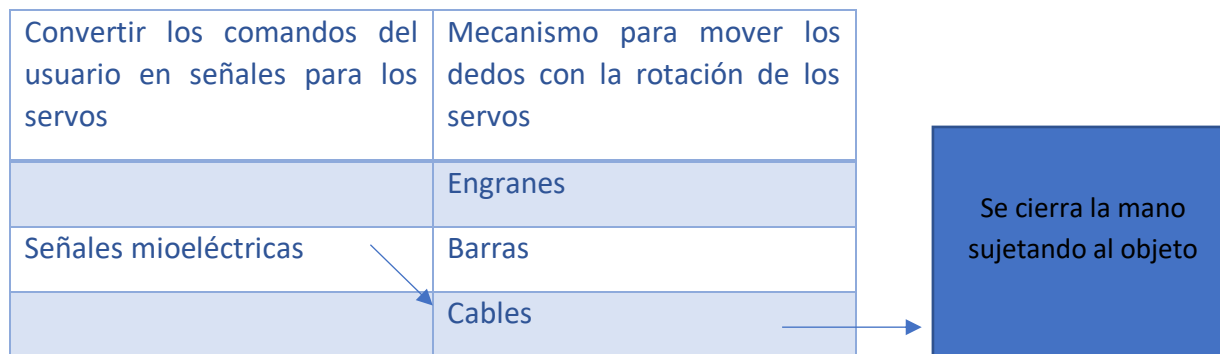 Convertir los comandos del
usuario en señales para los
servos
Mecanismo para mover los
dedos con la rotación de los
servos
Engranes
Señales mioeléctricas
Barras
Cables
Se cierra la mano
sujetando al objeto